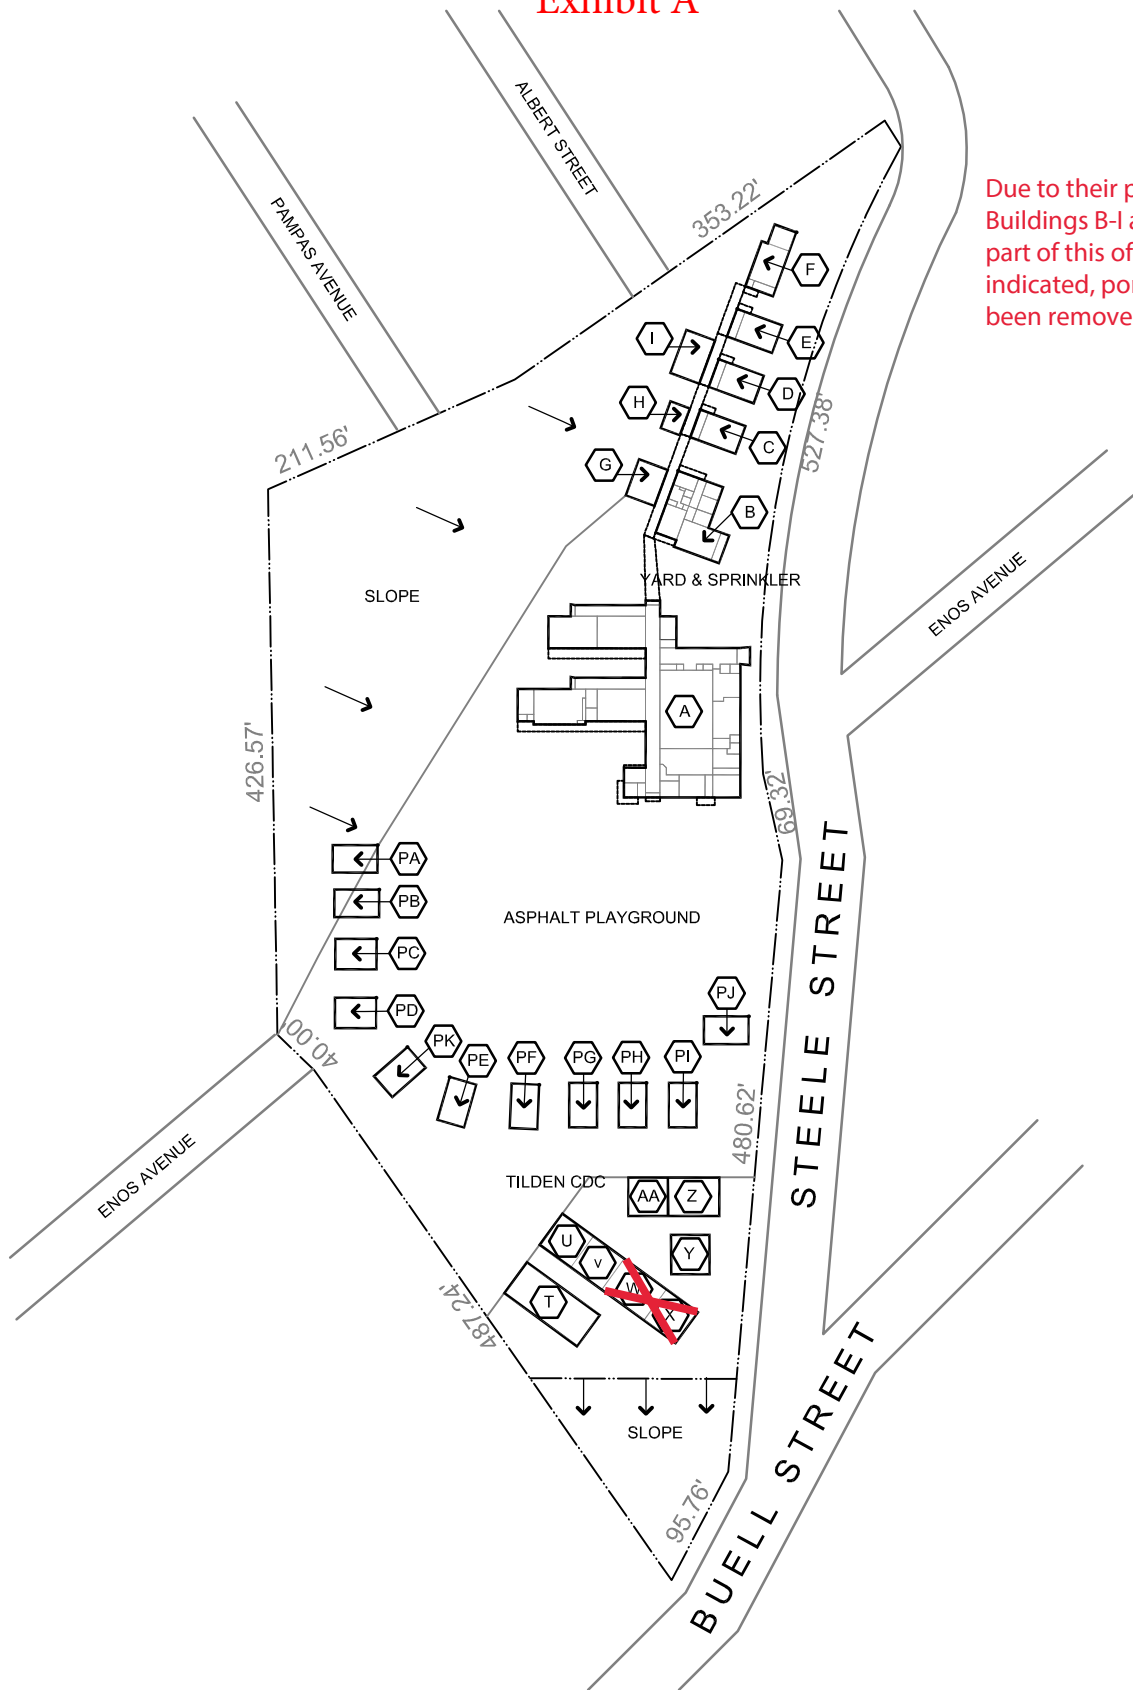 Exhibit A
ALBERT STREET
PAMPAS AVENUE
353.22'
Due to their
Buildings B-I
part of this
indicated,
been
F
E
I
D
H
C
527.38'
G
B
211.56'
YARD & SPRINKLER
ENOS AVENUE
SLOPE
A
426.57'
69.32'
STEELE STREET
PA
PB
ASPHALT PLAYGROUND
PC
PJ
PD
40.00'
PK
PE
PF
PG
PH
PI
480.62'
ENOS AVENUE
TILDEN CDC
AA
Z
U
v
Y
W
X
T
487.24'
SLOPE
95.76'
BUELL STREET